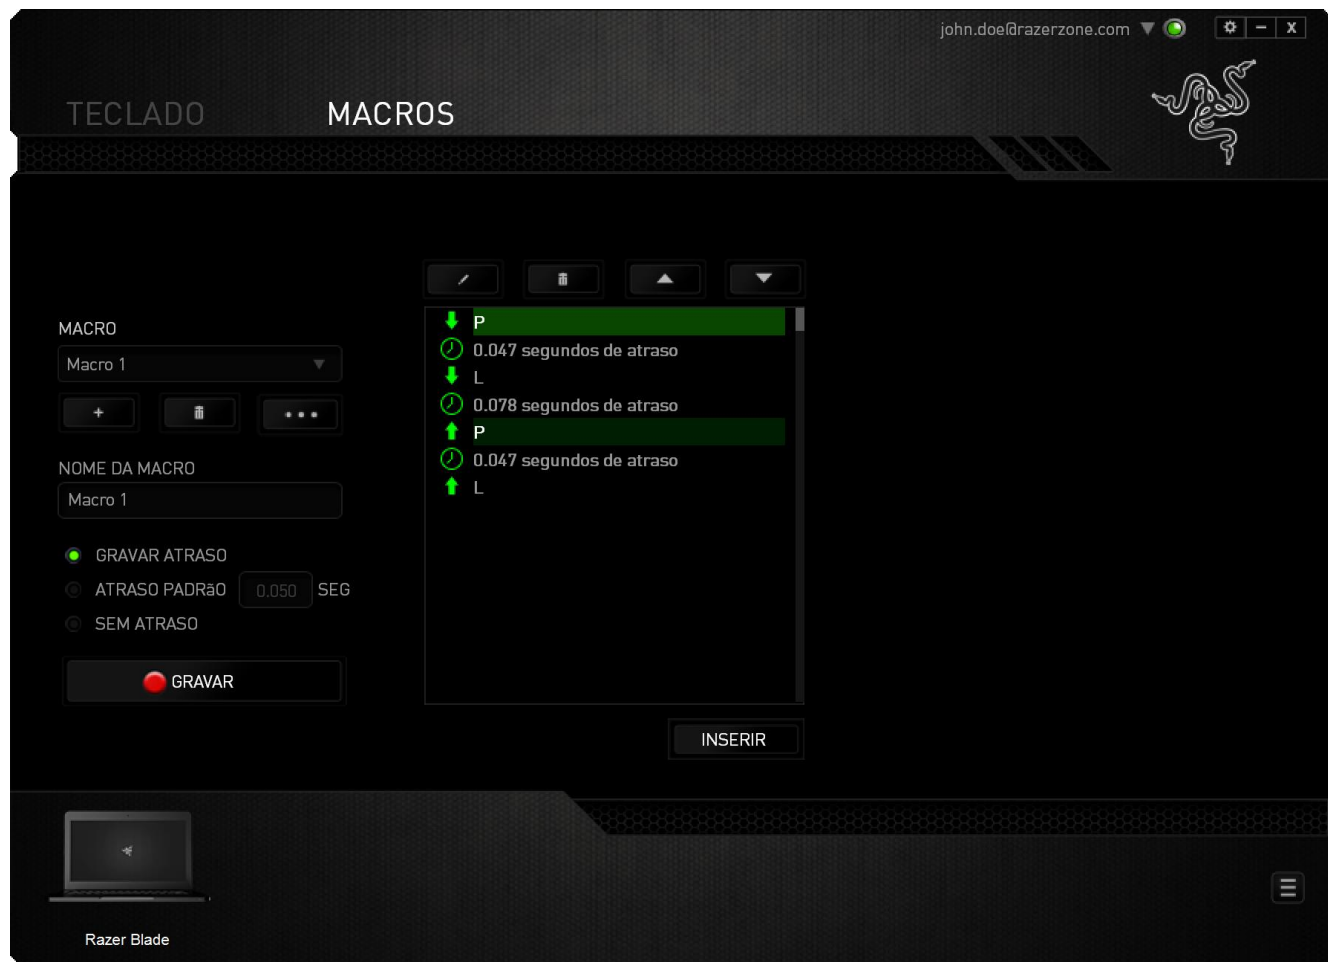 john.doe@razerzone.com
TECLADO
MACROS
MACRO
Macro 1
NOME DA MACRO
Macro 1
GRAVAR ATRASO
ATRASO PADRãO 0.050 SEG
SEM ATRASO
GRAVAR
P
0.047 segundos de atraso
L
0.078 segundos de atraso
P
0.047 segundos de atraso
L
INSERIR
Razer Blade